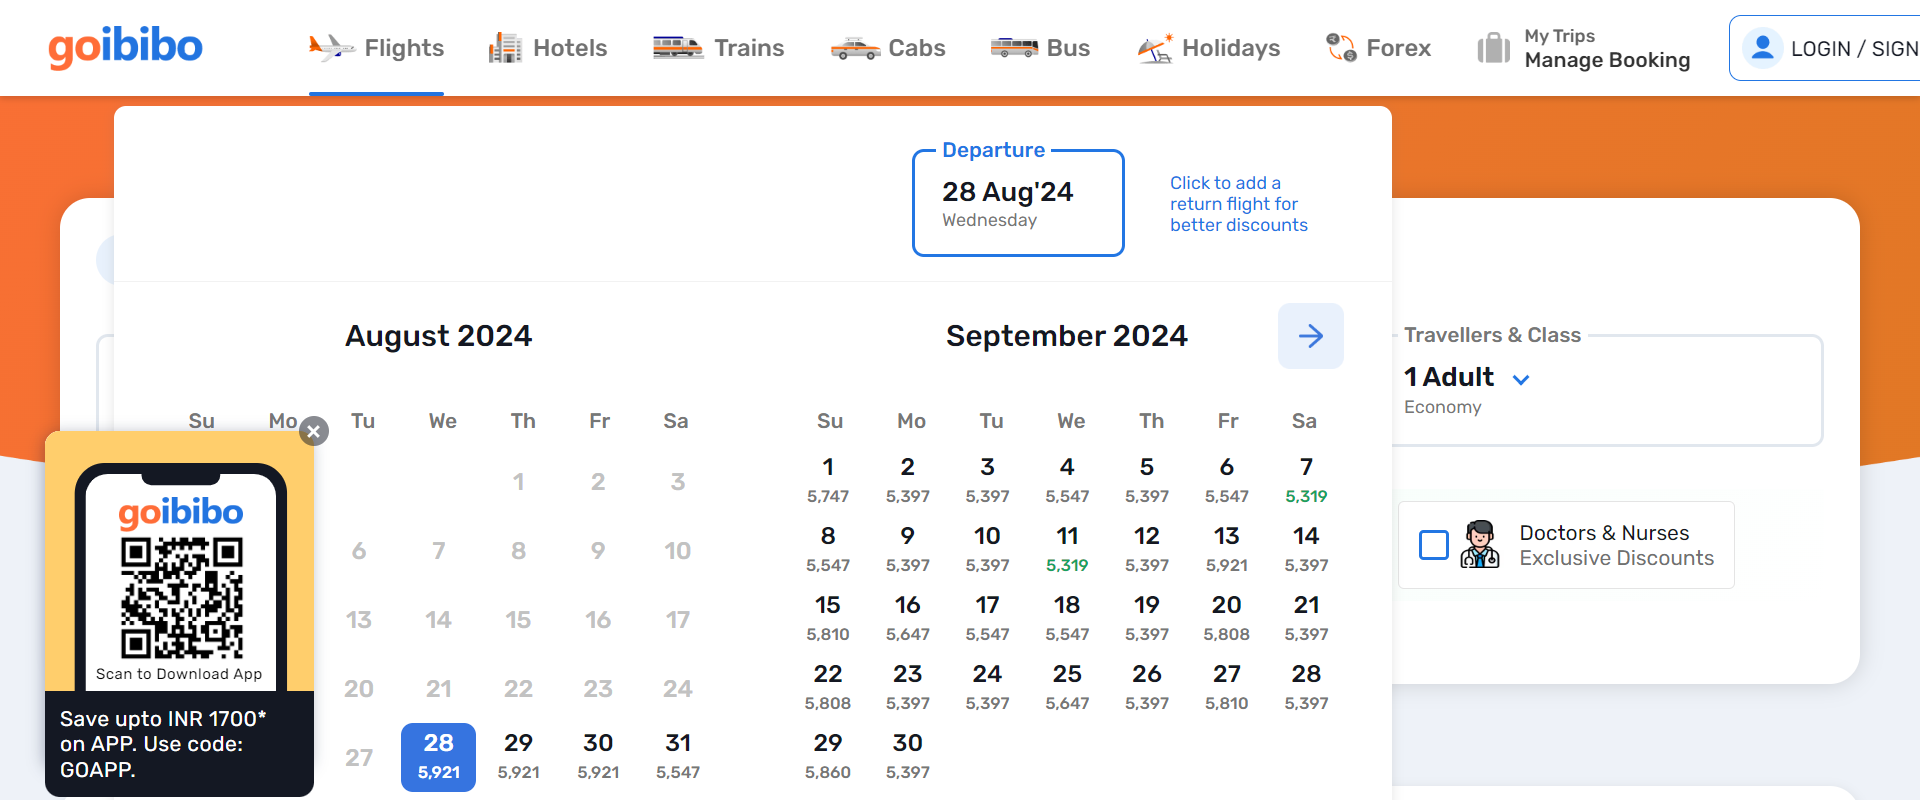 goibibo
Flights
Hotels
Trains
Cabs
Bus
Holidays
Forex
My Trips
Manage Booking
LOGIN / SIGN
Departure
28 Aug'24
Wednesday
Click to add a
return flight for
better discounts
August 2024
September 2024
Su Mo Tu We Th Fr Sa
1 2 3
6 7 8 9 10
13 14 15 16 17
20 21 22 23 24
27 28 29 30 31
5,921 5,921 5,921 5,547
Su Mo Tu We Th Fr Sa
1 2 3 4 5 6 7
5,747 5,397 5,397 5,547 5,397 5,547 5,319
8 9 10 11 12 13 14
5,547 5,397 5,397 5,319 5,397 5,921 5,397
15 16 17 18 19 20 21
5,810 5,647 5,547 5,547 5,397 5,808 5,397
22 23 24 25 26 27 28
5,808 5,397 5,397 5,647 5,397 5,810 5,397
29 30
5,860 5,397
Travellers & Class
1 Adult
Economy
Doctors & Nurses
Exclusive Discounts
goibibo
Scan to Download App
Save upto INR 1700*
on APP. Use code:
GOAPP.